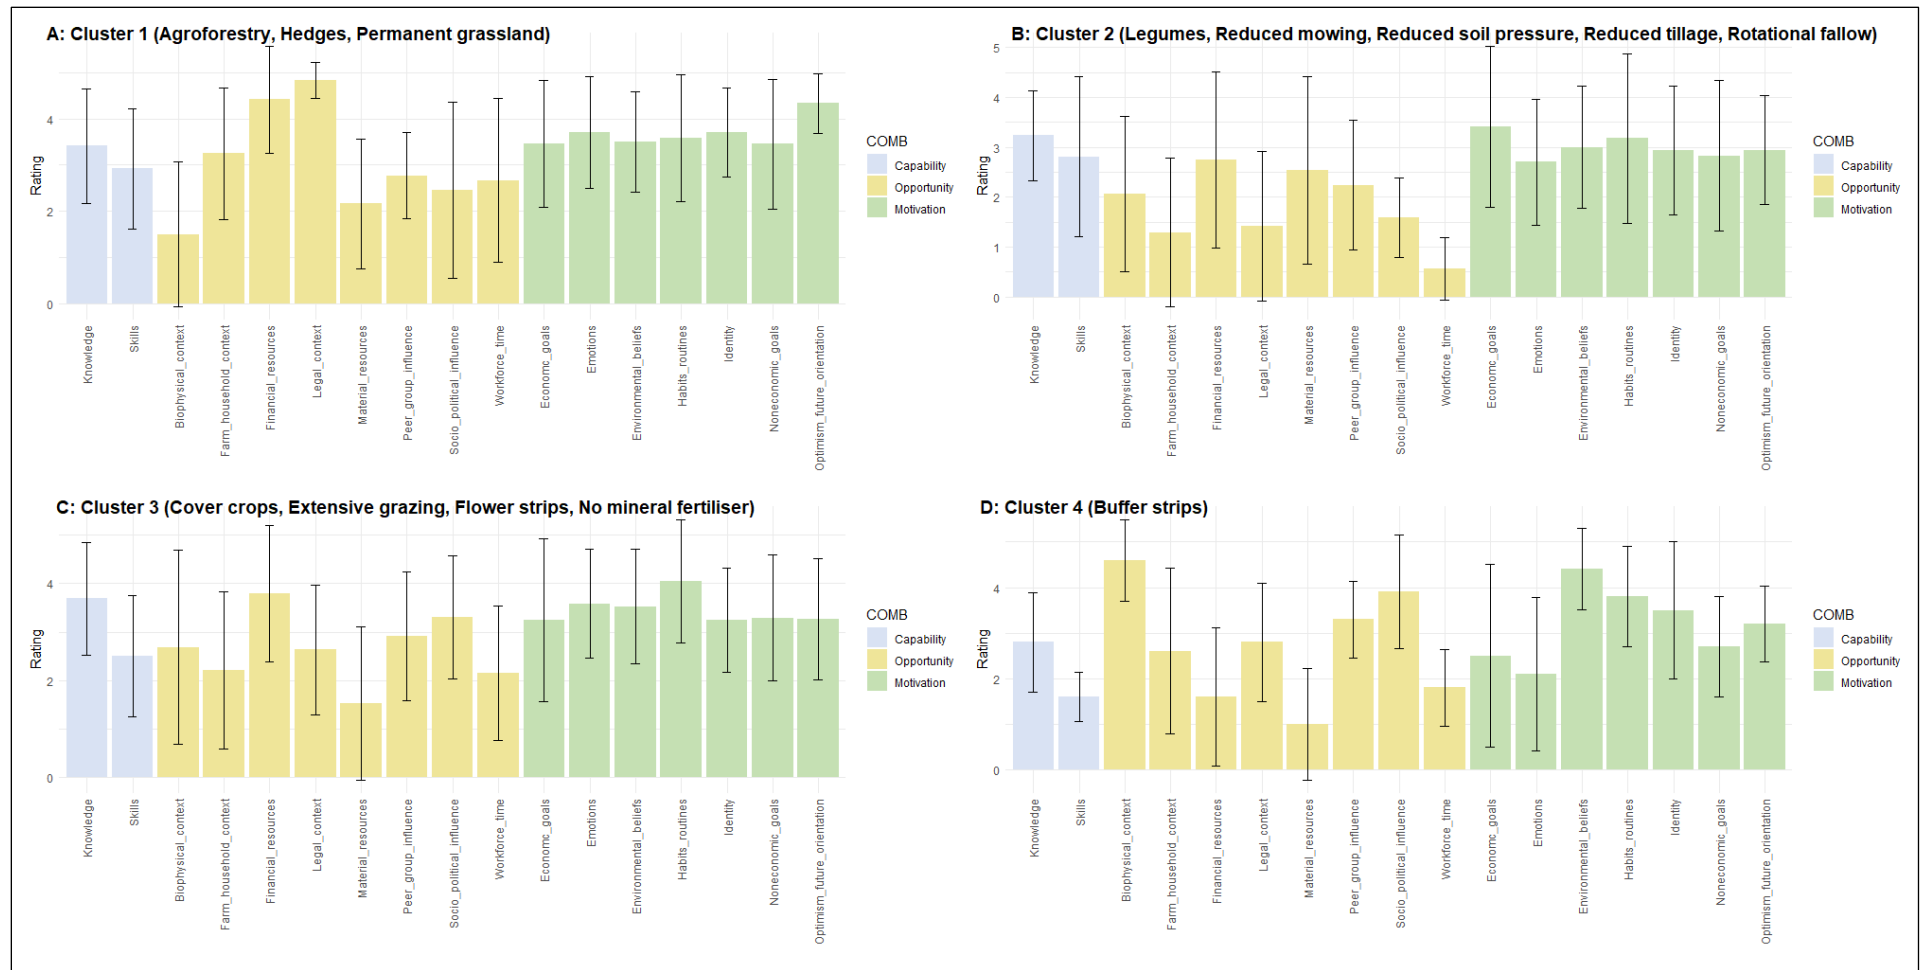 A: Cluster 1 (Agroforestry, Hedges, Permanent grassland)
Rating
4
2
0
Knowledge
Skills
Biophysical_context
Farm_household_context
Financial_resources
Legal_context
Material_resources
Peer_group_influence
Socio_political_influence
Workforce_time
Economic_goals
Emotions
Environmental_beliefs
Habits_routines
Identity
Noneconomic_goals
Optimism_future_orientation
COMB
Capability
Opportunity
Motivation
B: Cluster 2 (Legumes, Reduced mowing, Reduced soil pressure, Reduced tillage, Rotational fallow)
Rating
5
4
3
2
1
0
Knowledge
Skills
Biophysical_context
Farm_household_context
Financial_resources
Legal_context
Material_resources
Peer_group_influence
Socio_political_influence
Workforce_time
Economic_goals
Emotions
Environmental_beliefs
Habits_routines
Identity
Noneconomic_goals
Optimism_future_orientation
COMB
Capability
Opportunity
Motivation
C: Cluster 3 (Cover crops, Extensive grazing, Flower strips, No mineral fertiliser)
Rating
4
2
0
Knowledge
Skills
Biophysical_context
Farm_household_context
Financial_resources
Legal_context
Material_resources
Peer_group_influence
Socio_political_influence
Workforce_time
Economic_goals
Emotions
Environmental_beliefs
Habits_routines
Identity
Noneconomic_goals
Optimism_future_orientation
COMB
Capability
Opportunity
Motivation
D: Cluster 4 (Buffer strips)
Rating
4
2
0
Knowledge
Skills
Biophysical_context
Farm_household_context
Financial_resources
Legal_context
Material_resources
Peer_group_influence
Socio_political_influence
Workforce_time
Economic_goals
Emotions
Environmental_beliefs
Habits_routines
Identity
Noneconomic_goals
Optimism_future_orientation
COMB
Capability
Opportunity
Motivation